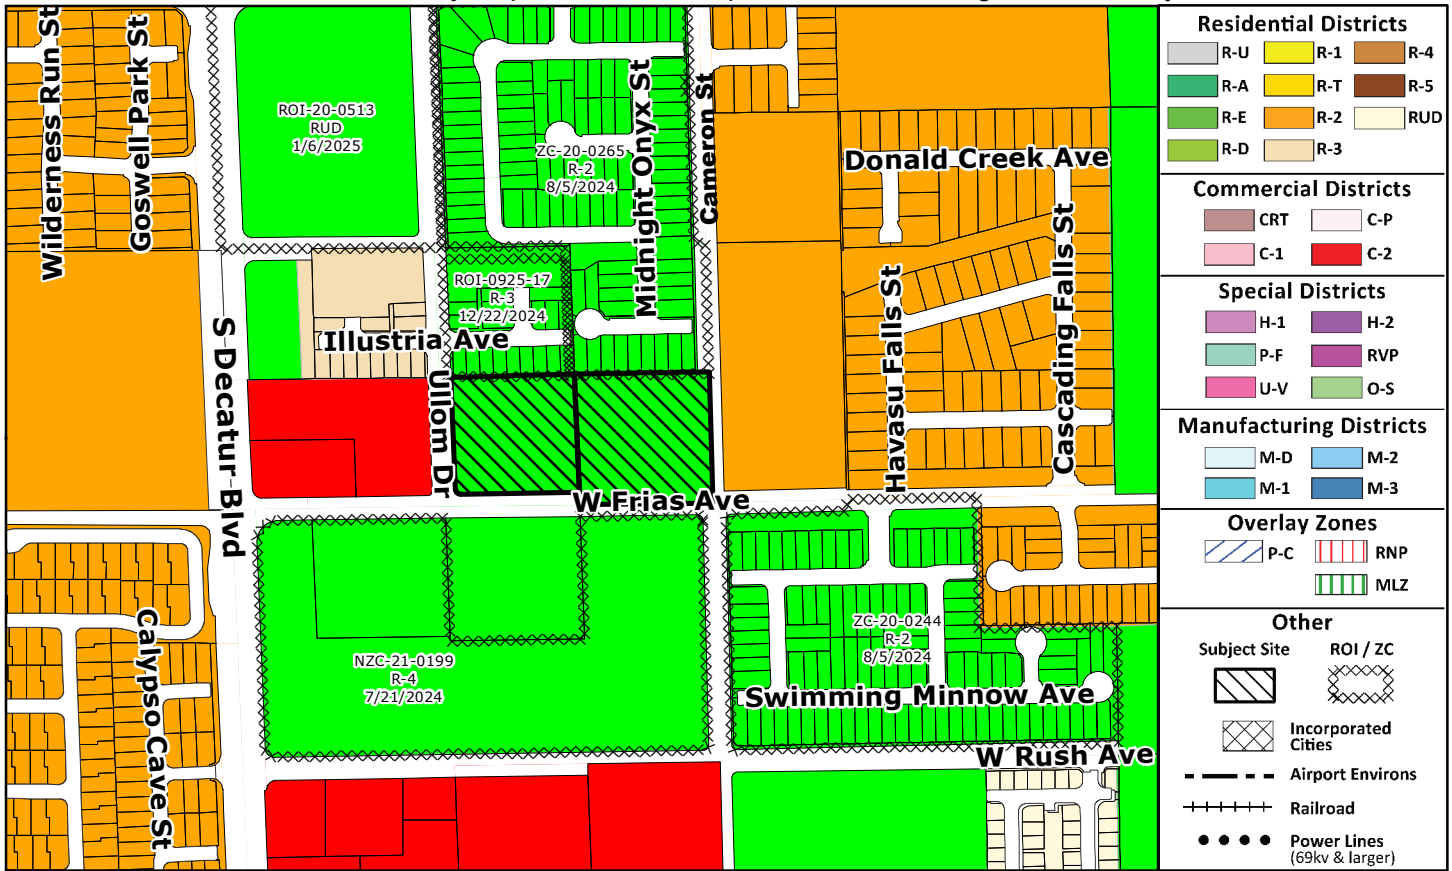 Wilderness Run St
Goswell Park St
ROI-20-0513
RUD
1/6/2025
ZC-20-0265
R-2
8/5/2024
Midnight Onyx St
Cameron St
Donald Creek Ave
ROI-0925-17
R-3
12/22/2024
Illustria Ave
S Decatur Blvd
Ullom Dr
Havasu Falls St
Cascading Falls St
W Frias Ave
Calypso Cave St
NZC-21-0199
R-4
7/21/2024
ZC-20-0244
R-2
8/5/2024
Swimming Minnow Ave
W Rush Ave
Residential Districts
R-U R-1 R-4
R-A R-T R-5
R-E R-2 RUD
R-D R-3
Commercial Districts
CRT C-P
C-1 C-2
Special Districts
H-1 H-2
P-F RVP
U-V O-S
Manufacturing Districts
M-D M-2
M-1 M-3
Overlay Zones
P-C RNP
MLZ
Other
Subject Site ROI / ZC
Incorporated
Cities
Airport Environs
Railroad
Power Lines
(69kv & larger)